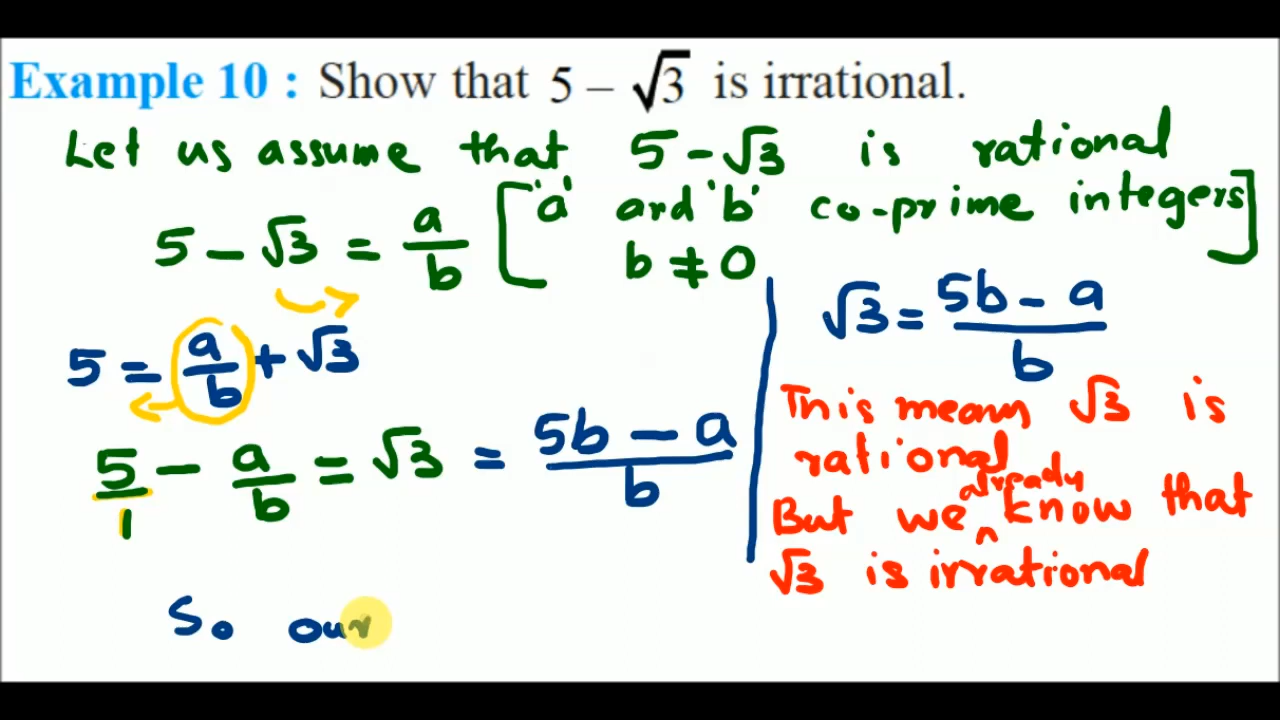 Example 10 : Show that 5 – √3 is irrational.
Let us assume that 5 - √3 is rational
5 - √3 = a/b ['a' and 'b' co-prime integers
b ≠ 0]
5 = a/b + √3
5/1 - a/b = √3 = 5b - a/b
√3 = 5b - a/b
This means √3 is
rational
But we already know that
√3 is irrational
So our